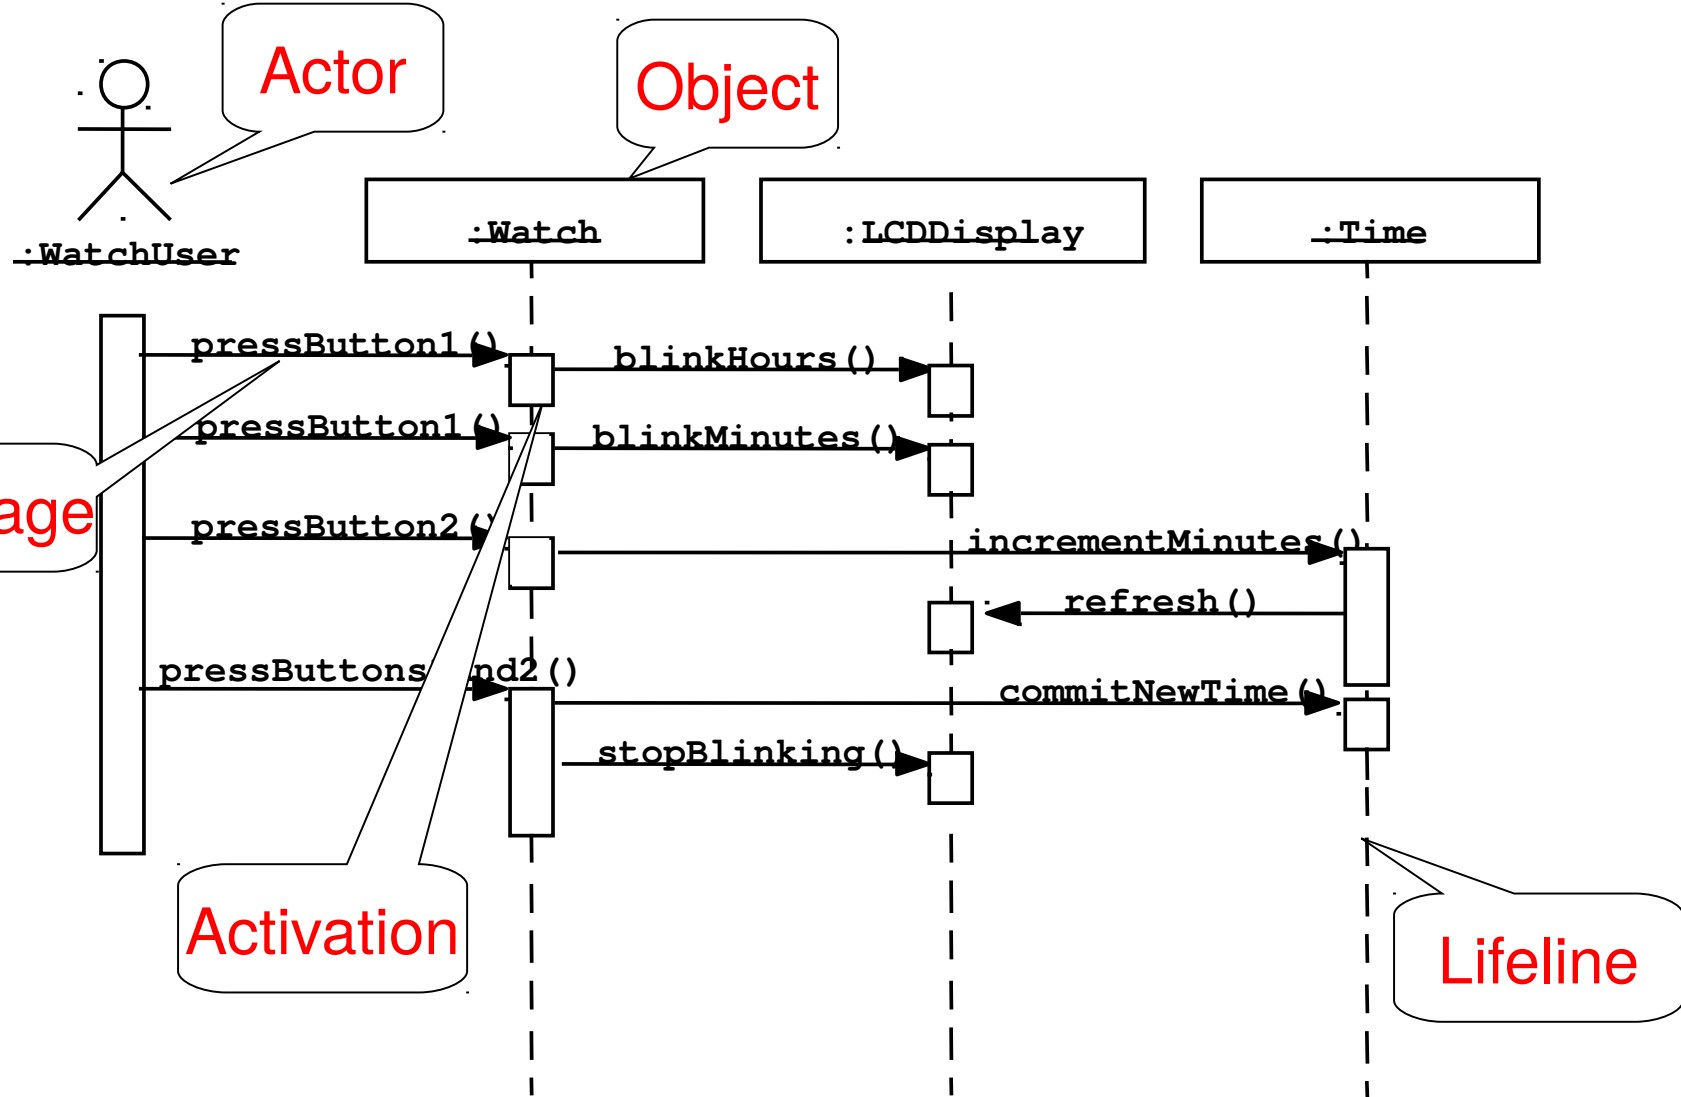 Actor
Object
:WatchUser
:Watch
:LCDDisplay
:Time
pressButton1()
blinkHours()
pressButton1()
blinkMinutes()
age
pressButton2()
incrementMinutes()
refresh()
pressButtons nd2()
commitNewTime()
stopBlinking()
Activation
Lifeline